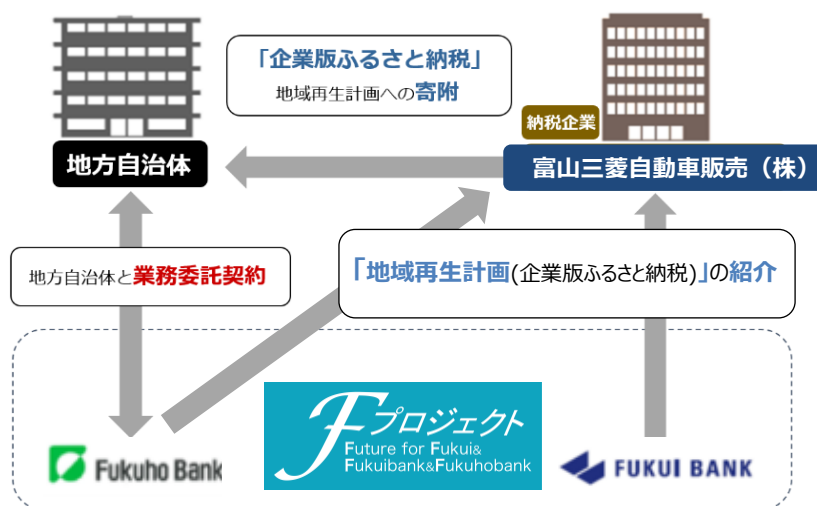 「企業版ふるさと納税」
地域再生計画への寄附
納税企業
地方自治体
富山三菱自動車販売（株）
地方自治体と業務委託契約
「地域再生計画(企業版ふるさと納税)」の紹介
Fプロジェクト
Future for Fukui&
Fukuibank&Fukuhobank
Fukuho Bank
FUKUI BANK